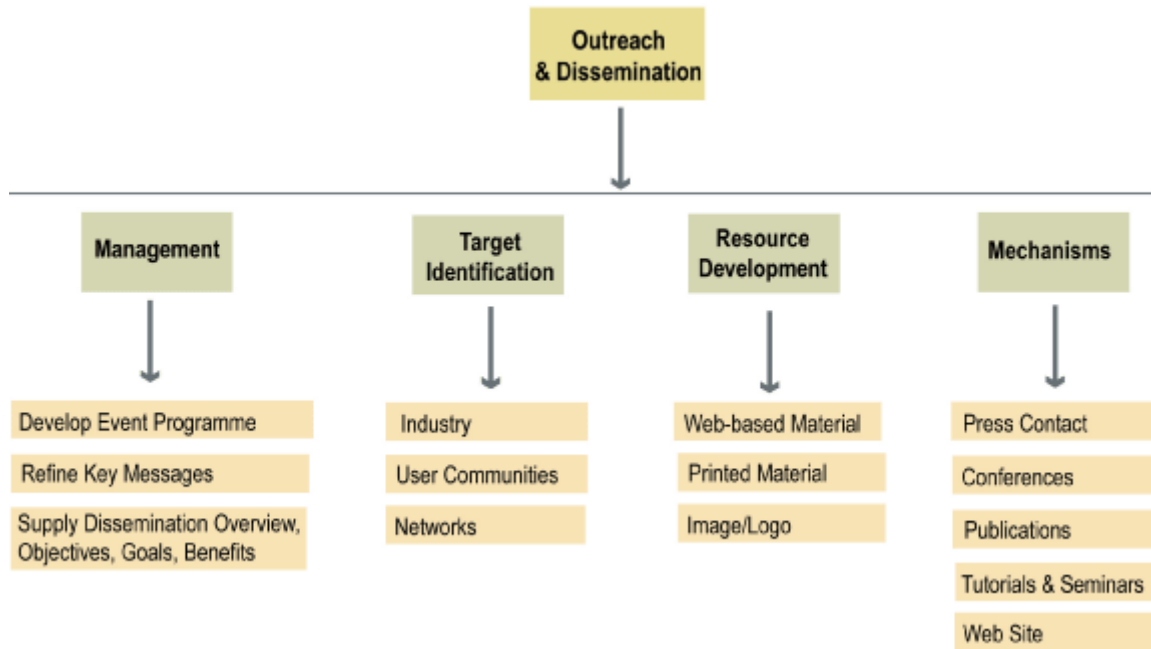 Outreach
& Dissemination
Management
Target
Identification
Resource
Development
Mechanisms
Develop Event Programme
Refine Key Messages
Supply Dissemination Overview,
Objectives, Goals, Benefits
Industry
User Communities
Networks
Web-based Material
Printed Material
Image/Logo
Press Contact
Conferences
Publications
Tutorials & Seminars
Web Site